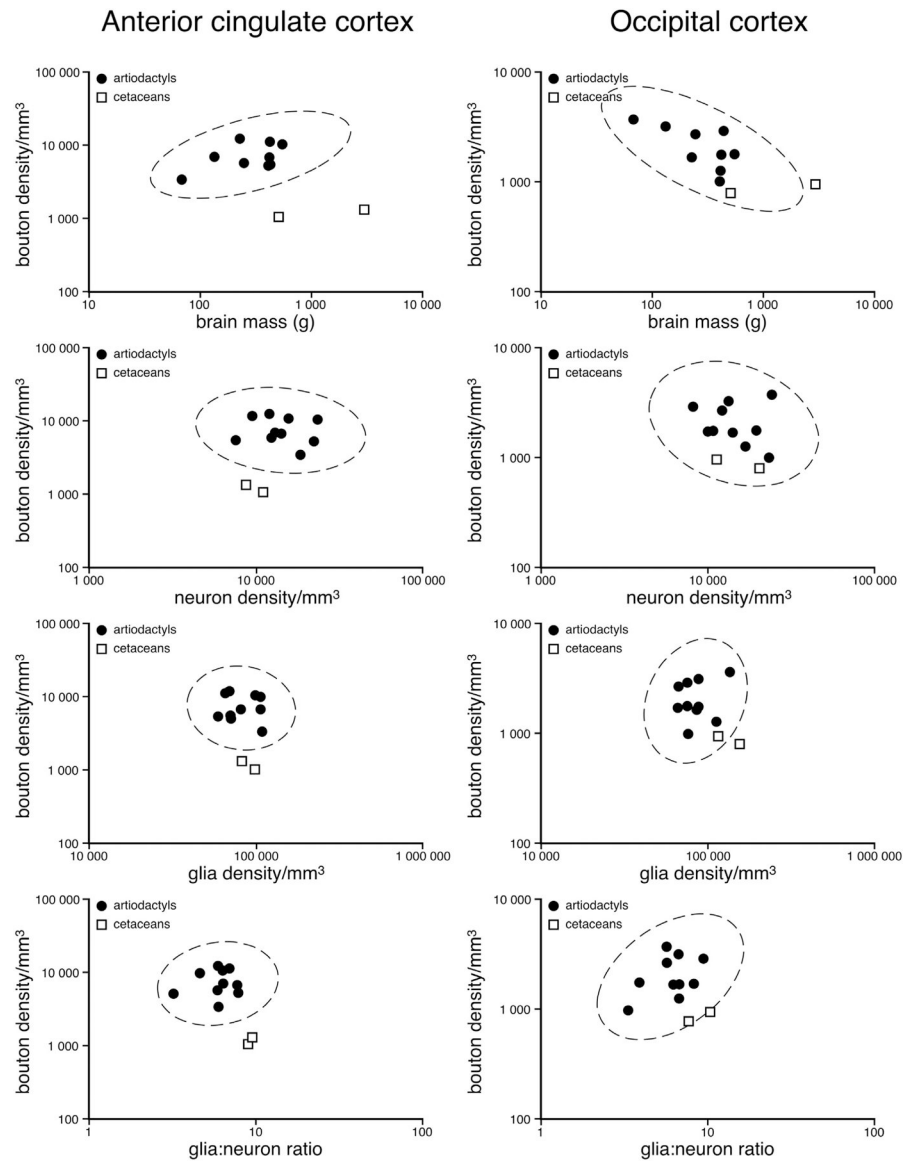 Anterior cingulate cortex
Occipital cortex
100 000
10 000
1 000
100
bouton density/mm³
artiodactyls
cetaceans
10
100
1 000
10 000
brain mass (g)
10 000
1 000
100
bouton density/mm³
artiodactyls
cetaceans
10
100
1 000
10 000
brain mass (g)
100 000
10 000
1 000
100
bouton density/mm³
artiodactyls
cetaceans
1 000
10 000
100 000
neuron density/mm³
10 000
1 000
100
bouton density/mm³
artiodactyls
cetaceans
1 000
10 000
100 000
neuron density/mm³
100 000
10 000
1 000
100
bouton density/mm³
artiodactyls
cetaceans
10 000
100 000
1 000 000
glia density/mm³
10 000
1 000
100
bouton density/mm³
artiodactyls
cetaceans
10 000
100 000
1 000 000
glia density/mm³
100 000
10 000
1 000
100
bouton density/mm³
artiodactyls
cetaceans
1
10
100
glia:neuron ratio
10 000
1 000
100
bouton density/mm³
artiodactyls
cetaceans
1
10
100
glia:neuron ratio